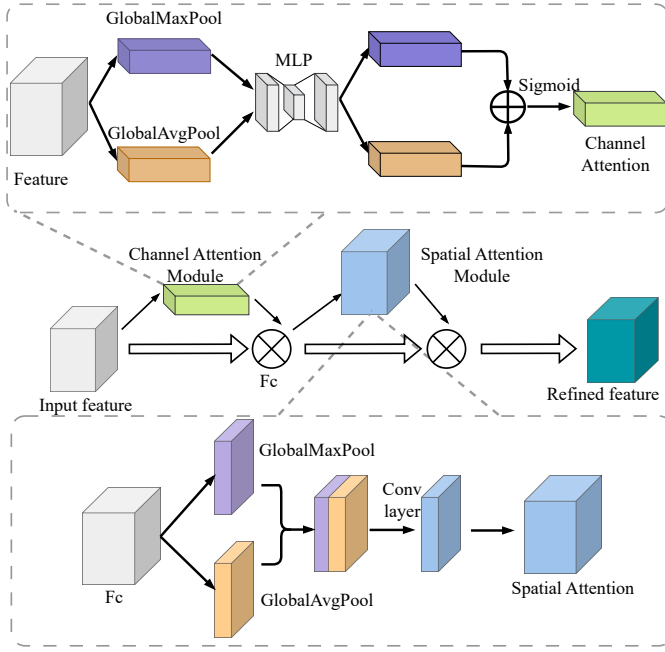 GlobalMaxPool
MLP
Sigmoid
GlobalAvgPool
Feature
Channel
Attention
Channel Attention
Module
Spatial Attention
Module
Fc
Input feature
Refined feature
GlobalMaxPool
Conv
layer
Fc
GlobalAvgPool
Spatial Attention